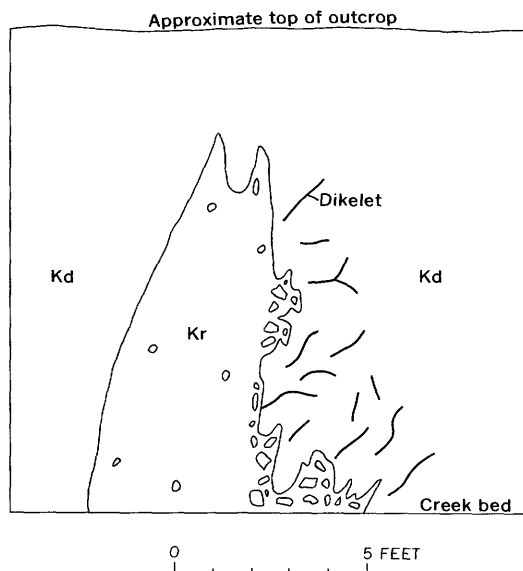 Approximate top of outcrop
Dikelet
Kd
Kd
Kr
Creek bed
0
5 FEET